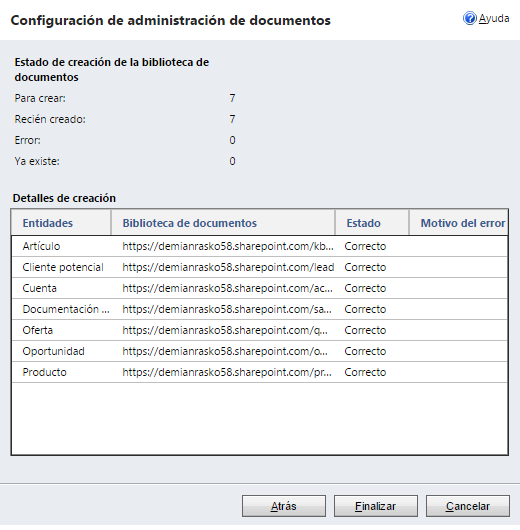 Configuración de administración de documentos
Ayuda
Estado de creación de la biblioteca de
documentos
Para crear: 7
Recién creado: 7
Error: 0
Ya existe: 0
Detalles de creación
Entidades Biblioteca de documentos Estado Motivo del error
Artículo https://demianrasko58.sharepoint.com/kb... Correcto
Cliente potencial https://demianrasko58.sharepoint.com/lead Correcto
Cuenta https://demianrasko58.sharepoint.com/ac... Correcto
Documentación ... https://demianrasko58.sharepoint.com/sa... Correcto
Oferta https://demianrasko58.sharepoint.com/q... Correcto
Oportunidad https://demianrasko58.sharepoint.com/o... Correcto
Producto https://demianrasko58.sharepoint.com/pr... Correcto
Atrás Finalizar Cancelar